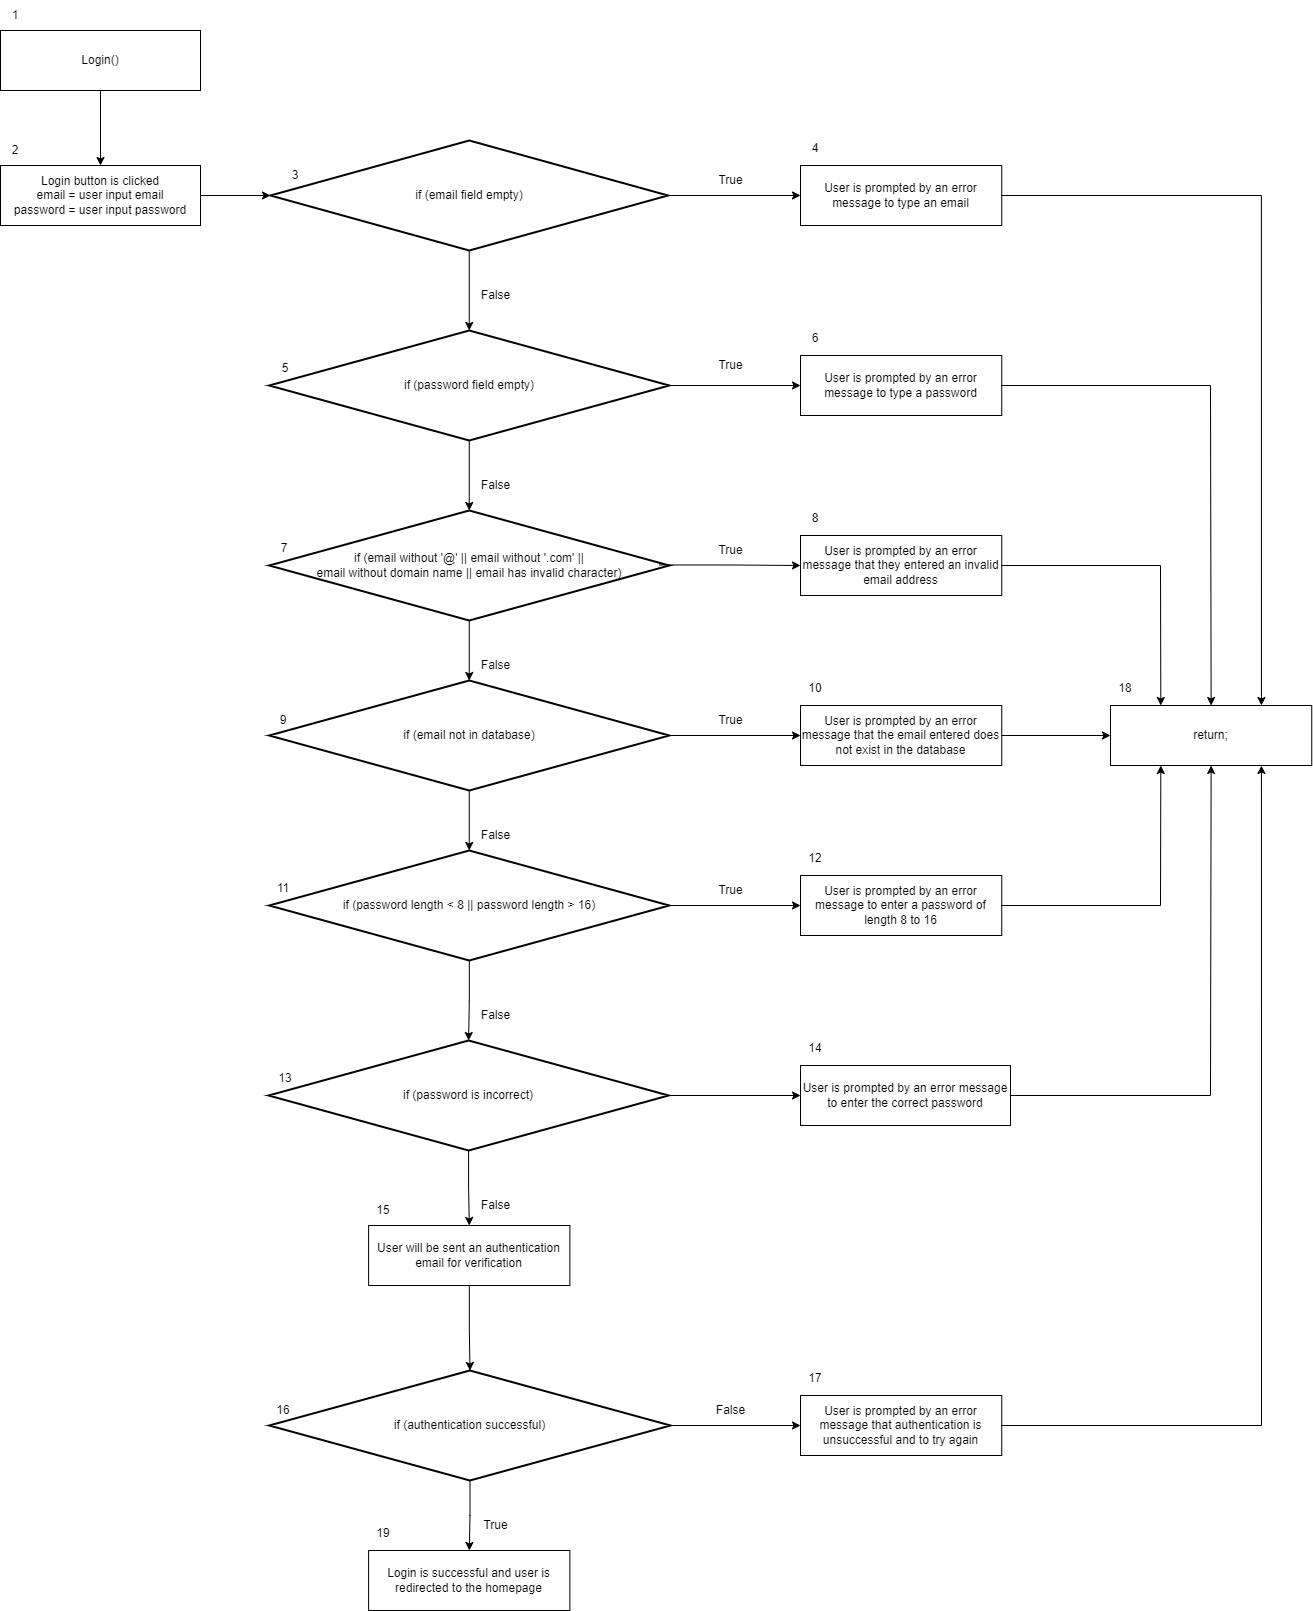 1
Login()
2
Login button is clicked
email = user input email
password = user input password
3
if (email field empty)
True
4
User is prompted by an error
message to type an email
False
5
if (password field empty)
True
6
User is prompted by an error
message to type a password
False
7
if (email without '@' || email without '.com' ||
email without domain name || email has invalid character)
True
8
User is prompted by an error
message that they entered an invalid
email address
False
9
if (email not in database)
True
10
User is prompted by an error
message that the email entered does
not exist in the database
18
return;
False
11
if (password length < 8 || password length > 16)
True
12
User is prompted by an error
message to enter a password of
length 8 to 16
False
13
if (password is incorrect)
14
User is prompted by an error message
to enter the correct password
False
15
User will be sent an authentication
email for verification
16
if (authentication successful)
False
17
User is prompted by an error
message that authentication is
unsuccessful and to try again
True
19
Login is successful and user is
redirected to the homepage